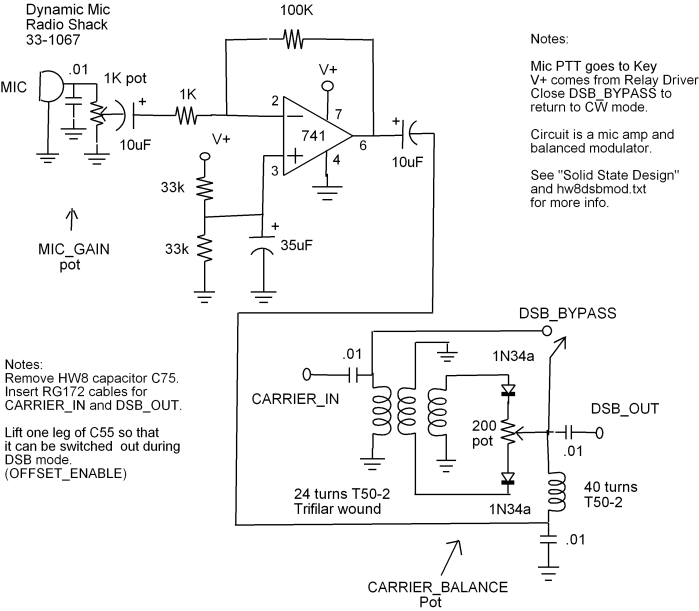 Dynamic Mic
Radio Shack
33-1067
MIC
.01
1K pot
+
10uF
1K
100K
V+
2
7
741
6
3
4
+
10uF
V+
33k
33k
+
35uF
MIC_GAIN
pot
Notes:
Mic PTT goes to Key
V+ comes from Relay Driver
Close DSB_BYPASS to
return to CW mode.
Circuit is a mic amp and
balanced modulator.
See "Solid State Design"
and hw8dsbmod.txt
for more info.
Notes:
Remove HW8 capacitor C75.
Insert RG172 cables for
CARRIER_IN and DSB_OUT.
Lift one leg of C55 so that
it can be switched out during
DSB mode.
(OFFSET_ENABLE)
DSB_BYPASS
.01
CARRIER_IN
1N34a
200
pot
DSB_OUT
.01
24 turns T50-2
Trifilar wound
1N34a
40 turns
T50-2
.01
CARRIER_BALANCE
Pot